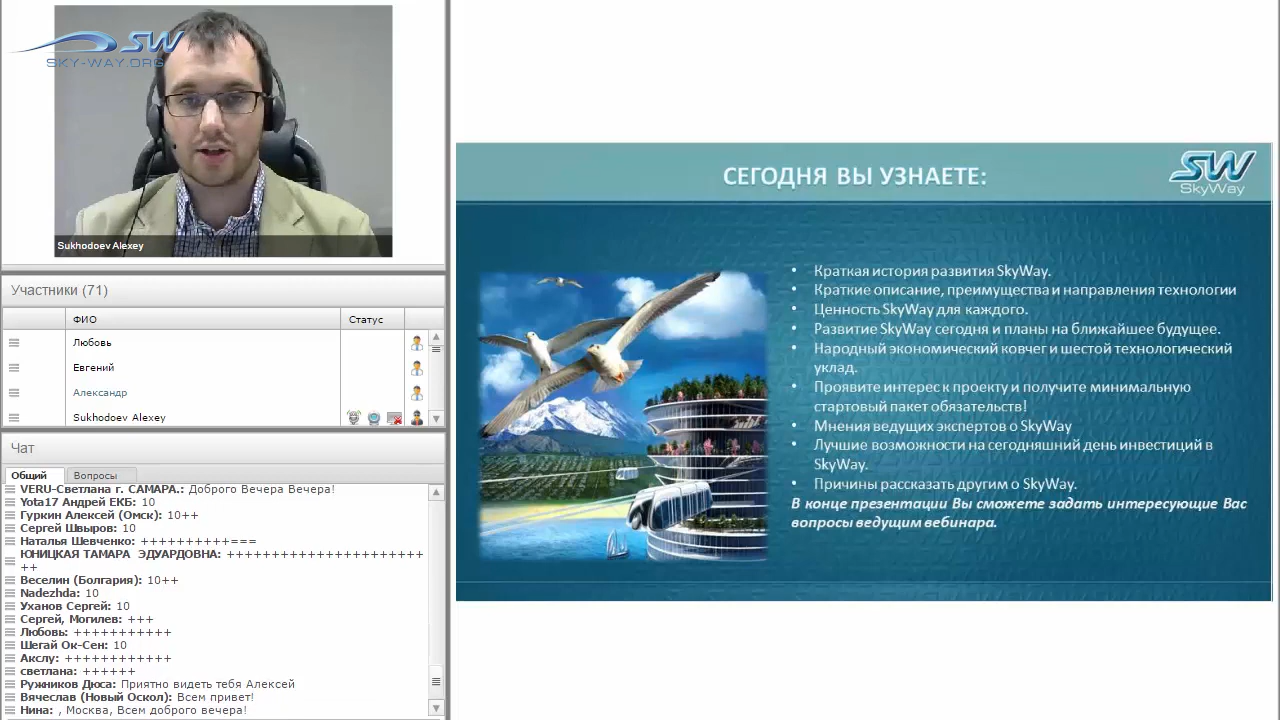 SW
SKY-WAY.ORG
Sukhodoev Alexey
Участники (71)
ФИО
Статус
Любовь
Евгений
Александр
Sukhodoev Alexey
Чат
Общий
Вопросы
VERU-Светлана г. САМАРА.: Доброго Вечера Вечера!
Yota17 Андрей ЕКБ: 10
Гуркин Алексей (Омск): 10++
Сергей Швыров: 10
Наталья Шевченко: ++++++++++===
ЮНИЦКАЯ ТАМАРА ЭДУАРДОВНА: ++++++++++++++++++++++
++
Веселин (Болгария): 10++
Nadezhda: 10
Уханов Сергей: 10
Сергей, Могилев: +++
Любовь: +++++++++++
Шегай Ок-Сен: 10
Акслу: ++++++++++++
светлана: ++++++
Ружников Дюса: Приятно видеть тебя Алексей
Вячеслав (Новый Оскол): Всем привет!
Нина: , Москва, Всем доброго вечера!
СЕГОДНЯ ВЫ УЗНАЕТЕ:
SW
SkyWay
• Краткая история развития SkyWay.
• Краткие описание, преимущества и направления технологии
• Ценность SkyWay для каждого.
• Развитие SkyWay сегодня и планы на ближайшее будущее.
• Народный экономический ковчег и шестой технологический
уклад.
• Проявите интерес к проекту и получите минимальную
стартовый пакет обязательств!
• Мнения ведущих экспертов о SkyWay
• Лучшие возможности на сегодняшний день инвестиций в
SkyWay.
• Причины рассказать другим о SkyWay.
В конце презентации Вы сможете задать интересующие Вас
вопросы ведущим вебинара.